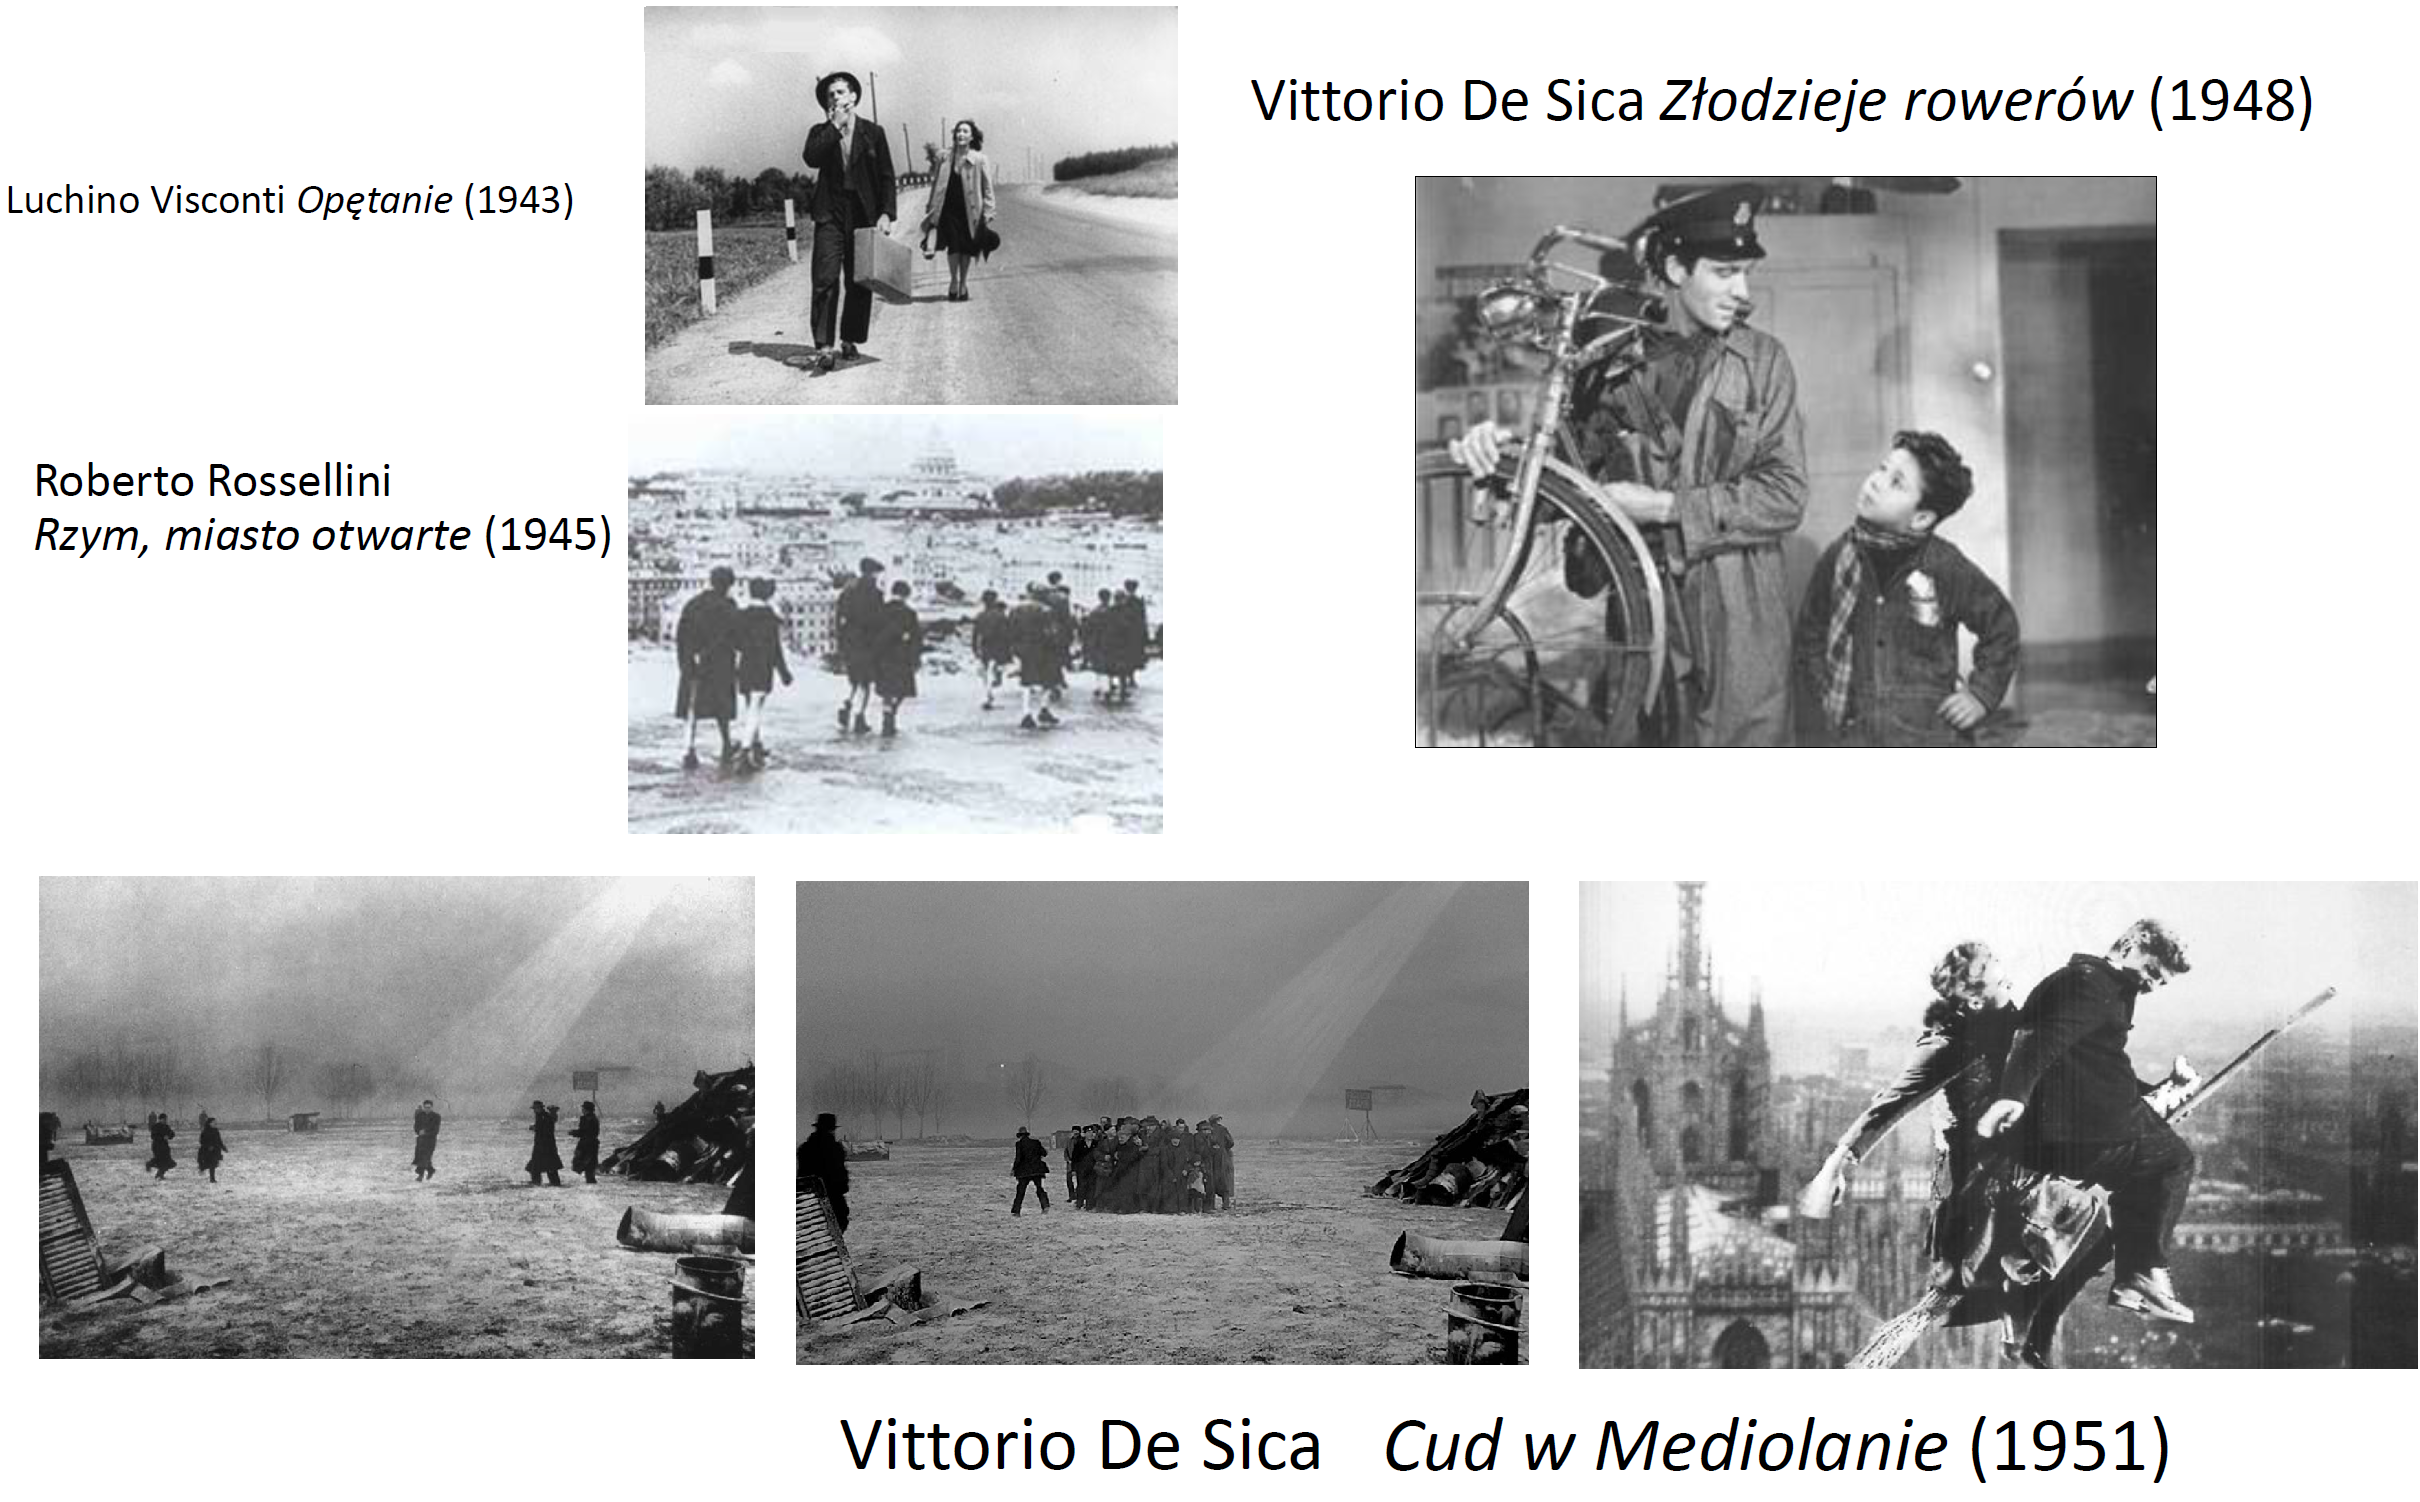 Luchino Visconti Opętanie (1943)
Vittorio De Sica Złodzieje rowerów (1948)
Roberto Rossellini
Rzym, miasto otwarte (1945)
Vittorio De Sica Cud w Mediolanie (1951)